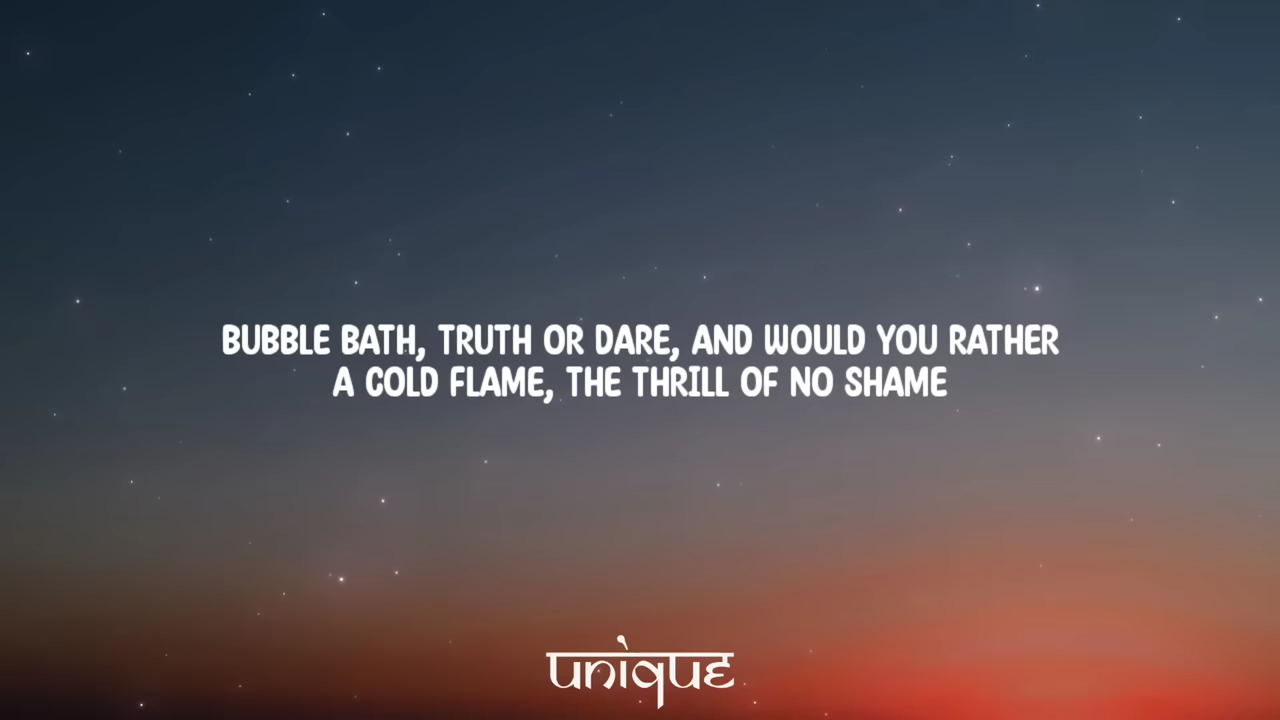 BUBBLE BATH, TRUTH OR DARE, AND WOULD YOU RATHER
A COLD FLAME, THE THRILL OF NO SHAME
unique